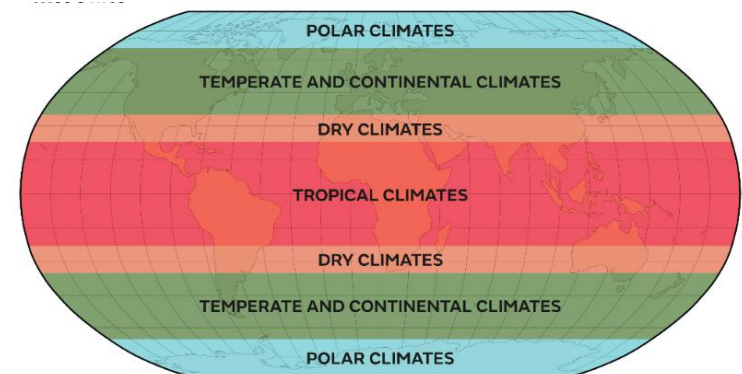 POLAR CLIMATES
TEMPERATE AND CONTINENTAL CLIMATES
DRY CLIMATES
TROPICAL CLIMATES
DRY CLIMATES
TEMPERATE AND CONTINENTAL CLIMATES
POLAR CLIMATES